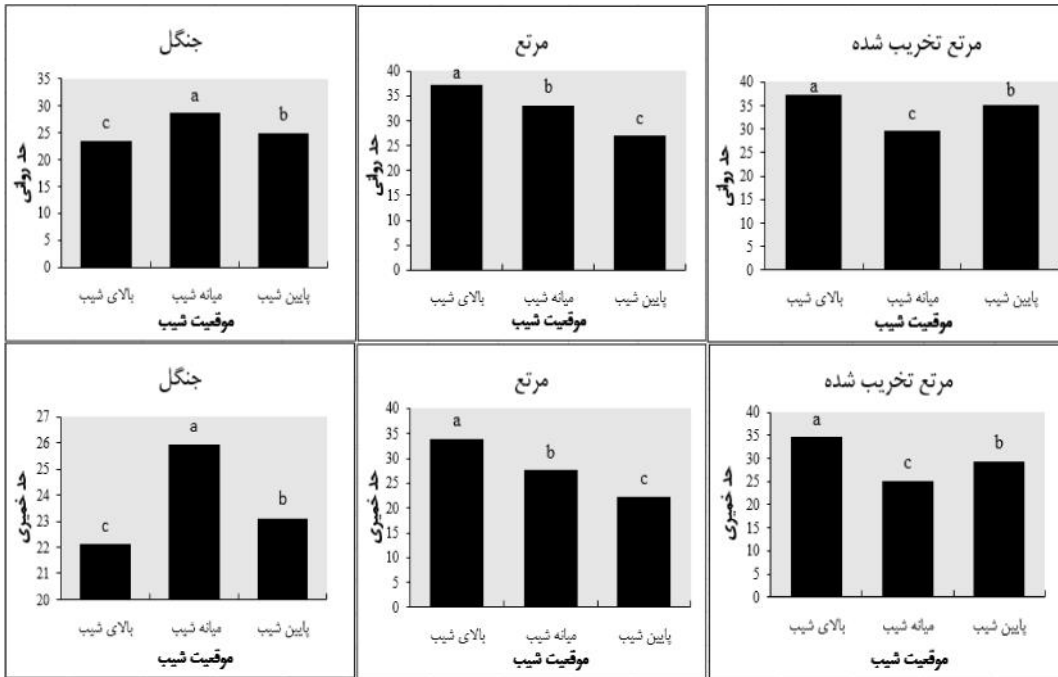 جنگل
حد روانی
35
30
25
20
15
10
5
0
c
a
b
بالای شیب
میانه شیب
پایین شیب
موقعیت شیب
مرتع
حد روانی
40
35
30
25
20
15
10
5
0
a
b
c
بالای شیب
میانه شیب
پایین شیب
موقعیت شیب
مرتع تخریب شده
حد روانی
40
35
30
25
20
15
10
5
0
a
c
b
بالای شیب
میانه شیب
پایین شیب
موقعیت شیب
جنگل
حد خمیری
27
26
25
24
23
22
21
20
c
a
b
بالای شیب
میانه شیب
پایین شیب
موقعیت شیب
مرتع
حد خمیری
40
35
30
25
20
15
10
5
0
a
b
c
بالای شیب
میانه شیب
پایین شیب
موقعیت شیب
مرتع تخریب شده
حد خمیری
40
35
30
25
20
15
10
5
0
a
c
b
بالای شیب
میانه شیب
پایین شیب
موقعیت شیب